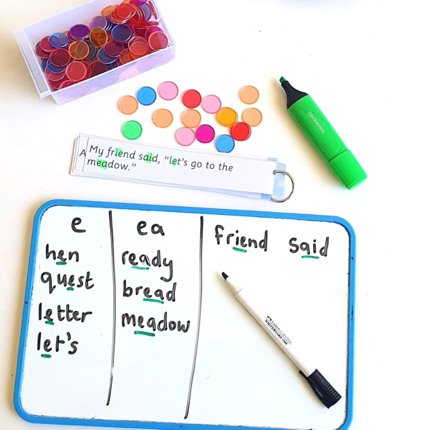 A My friend said, "let's go to the
meadow."
e
hen
quest
letter
let's
ea
ready
bread
meadow
friend said